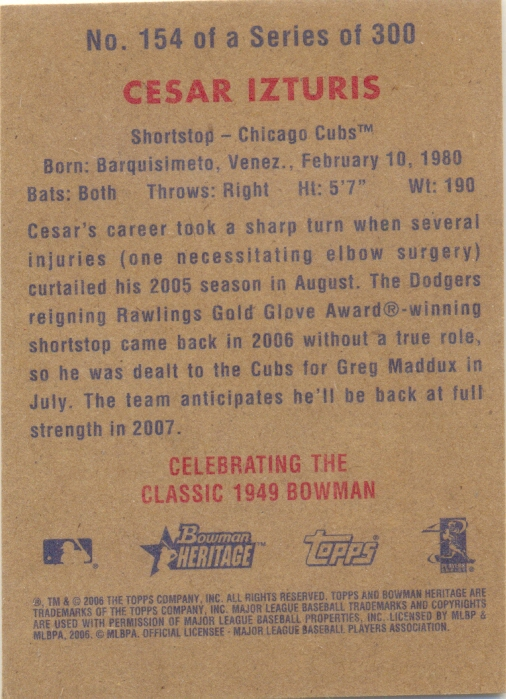 No. 154 of a Series of 300
CESAR IZTURIS
Shortstop – Chicago Cubs™
Born: Barquisimeto, Venez., February 10, 1980
Bats: Both Throws: Right Ht: 5'7" Wt: 190
Cesar's career took a sharp turn when several
injuries (one necessitating elbow surgery)
curtailed his 2005 season in August. The Dodgers
reigning Rawlings Gold Glove Award®-winning
shortstop came back in 2006 without a true role,
so he was dealt to the Cubs for Greg Maddux in
July. The team anticipates he'll be back at full
strength in 2007.
CELEBRATING THE
CLASSIC 1949 BOWMAN
Bowman
HERITAGE™
Topps®
®, TM & © 2006 THE TOPPS COMPANY, INC. ALL RIGHTS RESERVED. TOPPS AND BOWMAN HERITAGE ARE
TRADEMARKS OF THE TOPPS COMPANY, INC. MAJOR LEAGUE BASEBALL TRADEMARKS AND COPYRIGHTS
ARE USED WITH PERMISSION OF MAJOR LEAGUE BASEBALL PROPERTIES, INC. LICENSED BY MLBP &
MLBPA, 2006. © MLBPA. OFFICIAL LICENSEE - MAJOR LEAGUE BASEBALL PLAYERS ASSOCIATION.